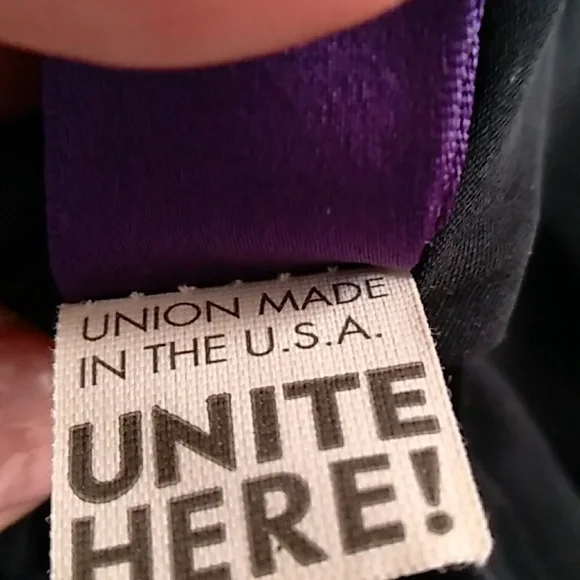 UNION MADE
IN THE U.S.A.
UNITE
HERE!